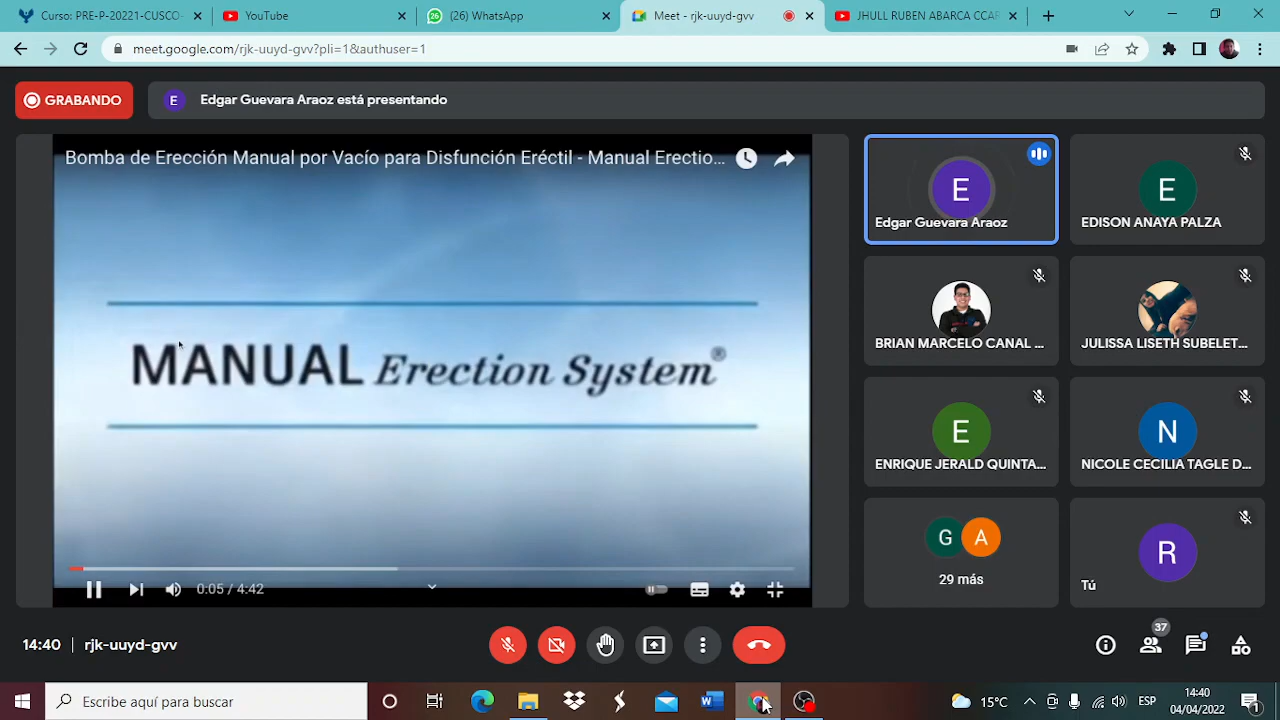 Curso: PRE-P-20221-CUSCO-
YouTube
(26) WhatsApp
Meet - rjk-uuyd-gvv
JHULL RUBEN ABARCA CCAR
meet.google.com/rjk-uuyd-gvv?pli=1&authuser=1
GRABANDO
E
Edgar Guevara Araoz está presentando
Bomba de Erección Manual por Vacío para Disfunción Eréctil - Manual Erectio...
MANUAL Erection System®
0:05 / 4:42
E
Edgar Guevara Araoz
E
EDISON ANAYA PALZA
BRIAN MARCELO CANAL ...
JULISSA LISETH SUBELET...
E
ENRIQUE JERALD QUINTA...
N
NICOLE CECILIA TAGLE D...
G A
29 más
R
Tú
14:40 | rjk-uuyd-gvv
37
Escribe aquí para buscar
15°C
ESP
14:40
04/04/2022
1